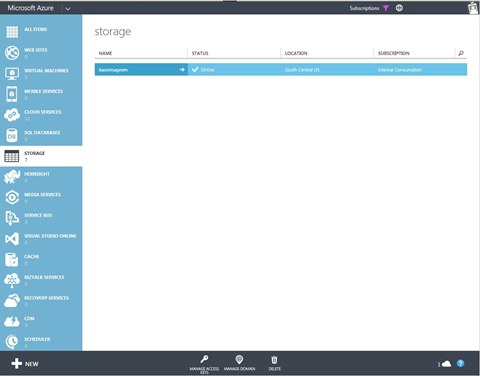 Microsoft Azure
Subscriptions
ALL ITEMS
WEB SITES
VIRTUAL MACHINES
MOBILE SERVICES
CLOUD SERVICES
12
SQL DATABASES
STORAGE
7
HDINSIGHT
MEDIA SERVICES
SERVICE BUS
VISUAL STUDIO ONLINE
CACHE
BIZTALK SERVICES
RECOVERY SERVICES
CDN
SCHEDULER
storage
NAME STATUS LOCATION SUBSCRIPTION
Online South Central US Internal Consumption
NEW
MANAGE ACCESS
KEYS
MANAGE DOMAIN
DELETE
1
?